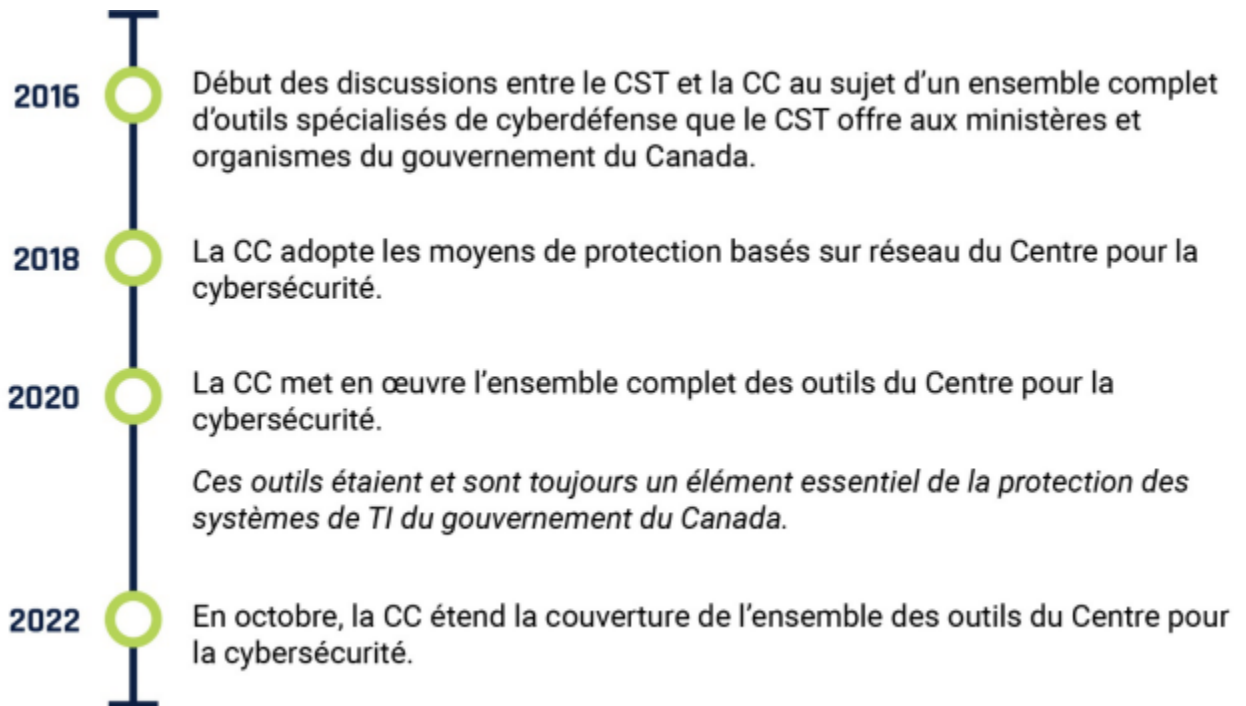 2016
Début des discussions entre le CST et la CC au sujet d’un ensemble complet
d’outils spécialisés de cyberdéfense que le CST offre aux ministères et
organismes du gouvernement du Canada.
2018
La CC adopte les moyens de protection basés sur réseau du Centre pour la
cybersécurité.
2020
La CC met en œuvre l’ensemble complet des outils du Centre pour la
cybersécurité.
Ces outils étaient et sont toujours un élément essentiel de la protection des
systèmes de TI du gouvernement du Canada.
2022
En octobre, la CC étend la couverture de l’ensemble des outils du Centre pour
la cybersécurité.